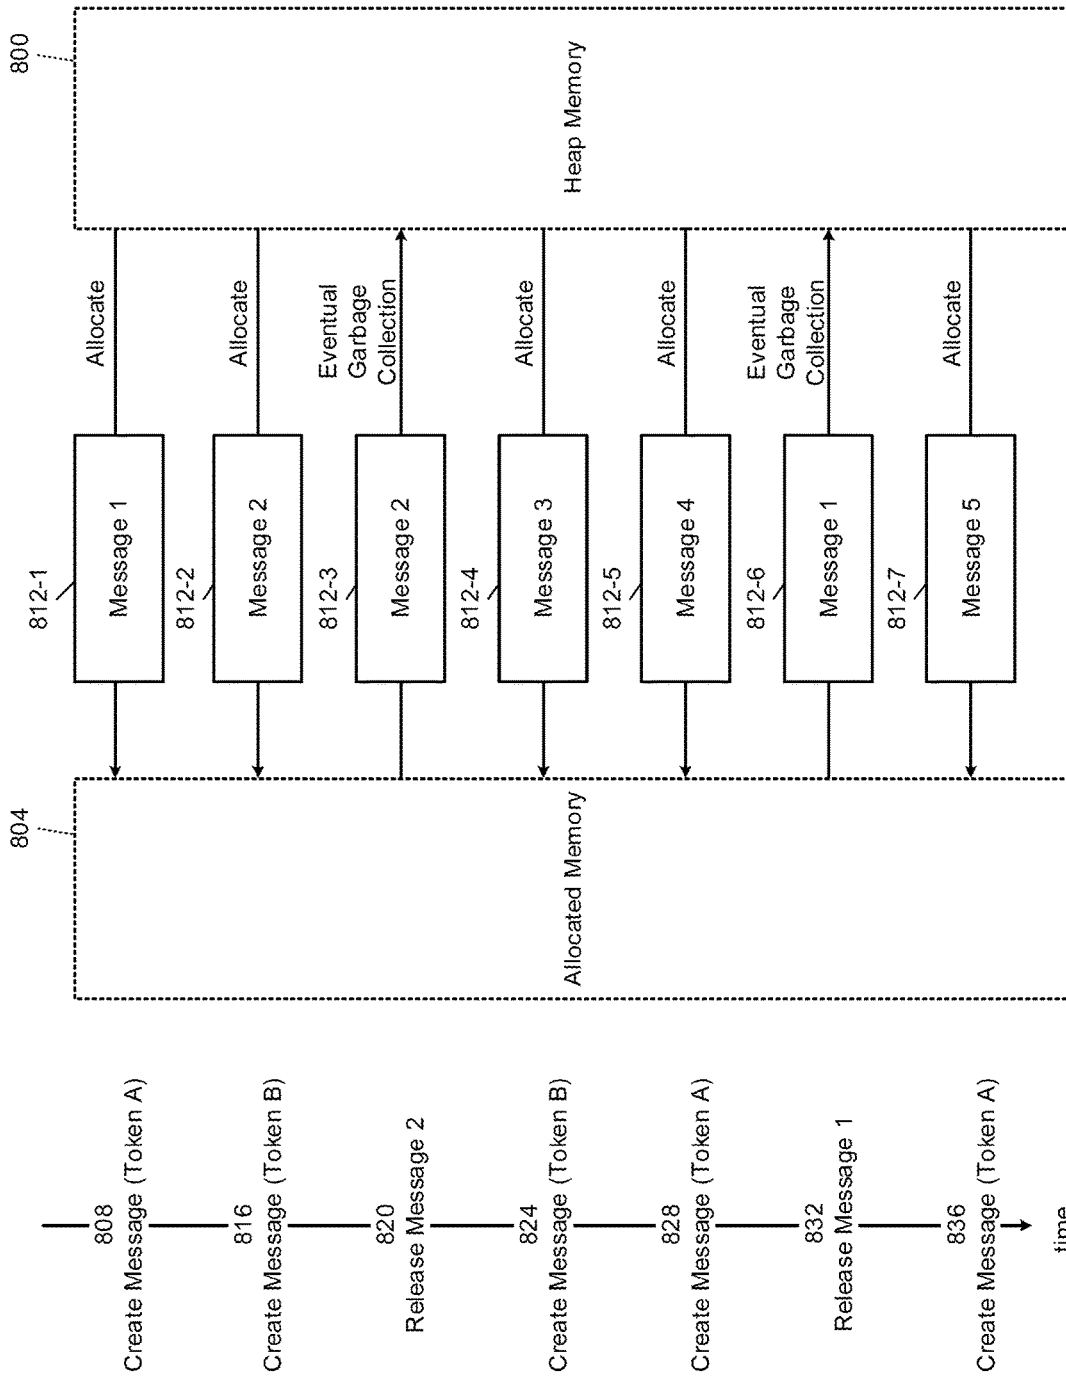 800
Heap Memory
Allocate
Allocate
Eventual
Garbage
Collection
Allocate
Allocate
Eventual
Garbage
Collection
Allocate
812-1
Message 1
812-2
Message 2
812-3
Message 2
812-4
Message 3
812-5
Message 4
812-6
Message 1
812-7
Message 5
804
Allocated Memory
808
Create Message (Token A)
816
Create Message (Token B)
820
Release Message 2
824
Create Message (Token B)
828
Create Message (Token A)
832
Release Message 1
836
Create Message (Token A)
time